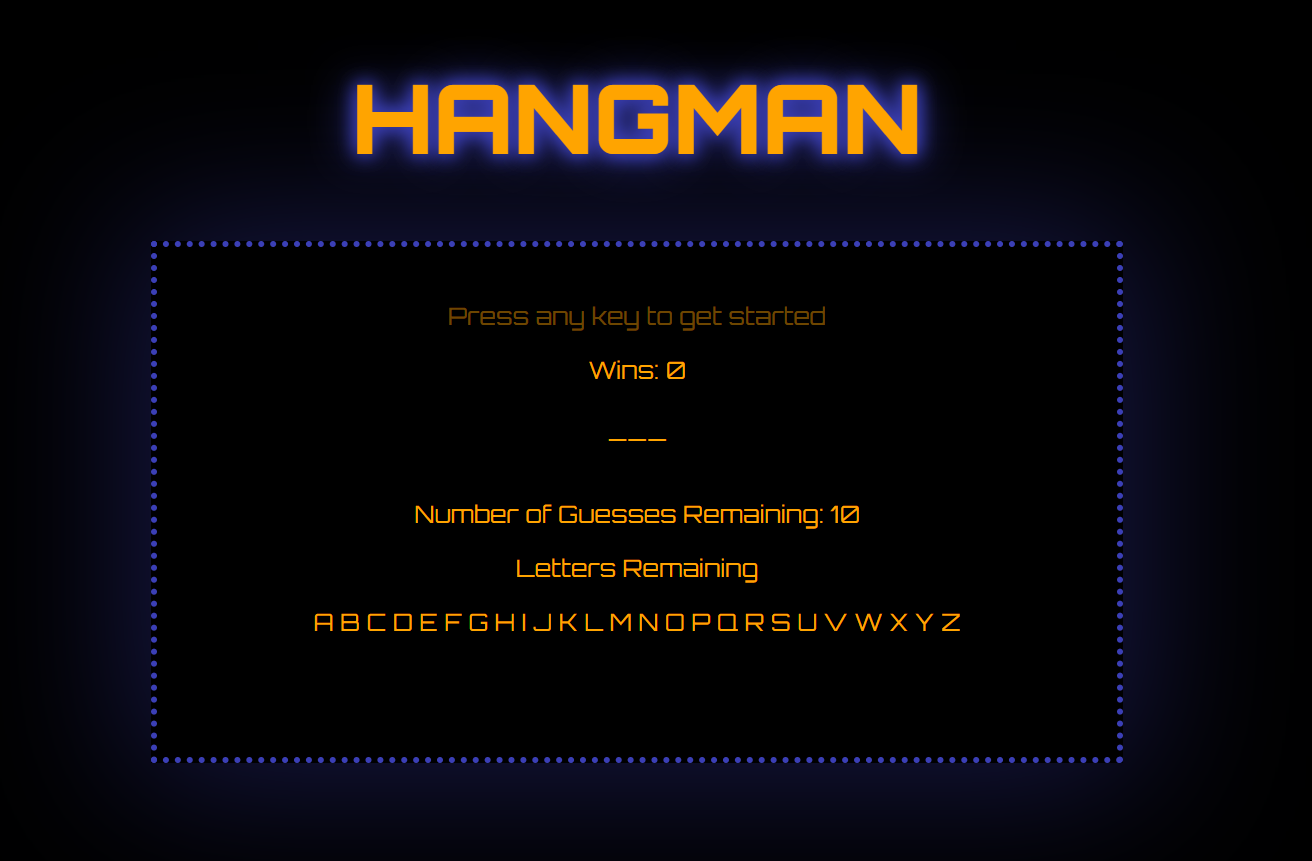 HANGMAN
Press any key to get started
Wins: 0
___
Number of Guesses Remaining: 10
Letters Remaining
A B C D E F G H I J K L M N O P Q R S U V W X Y Z